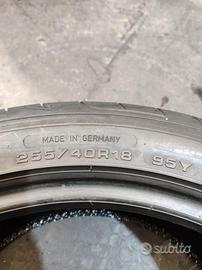 MADE IN GERMANY
255/40R18 95Y
subito